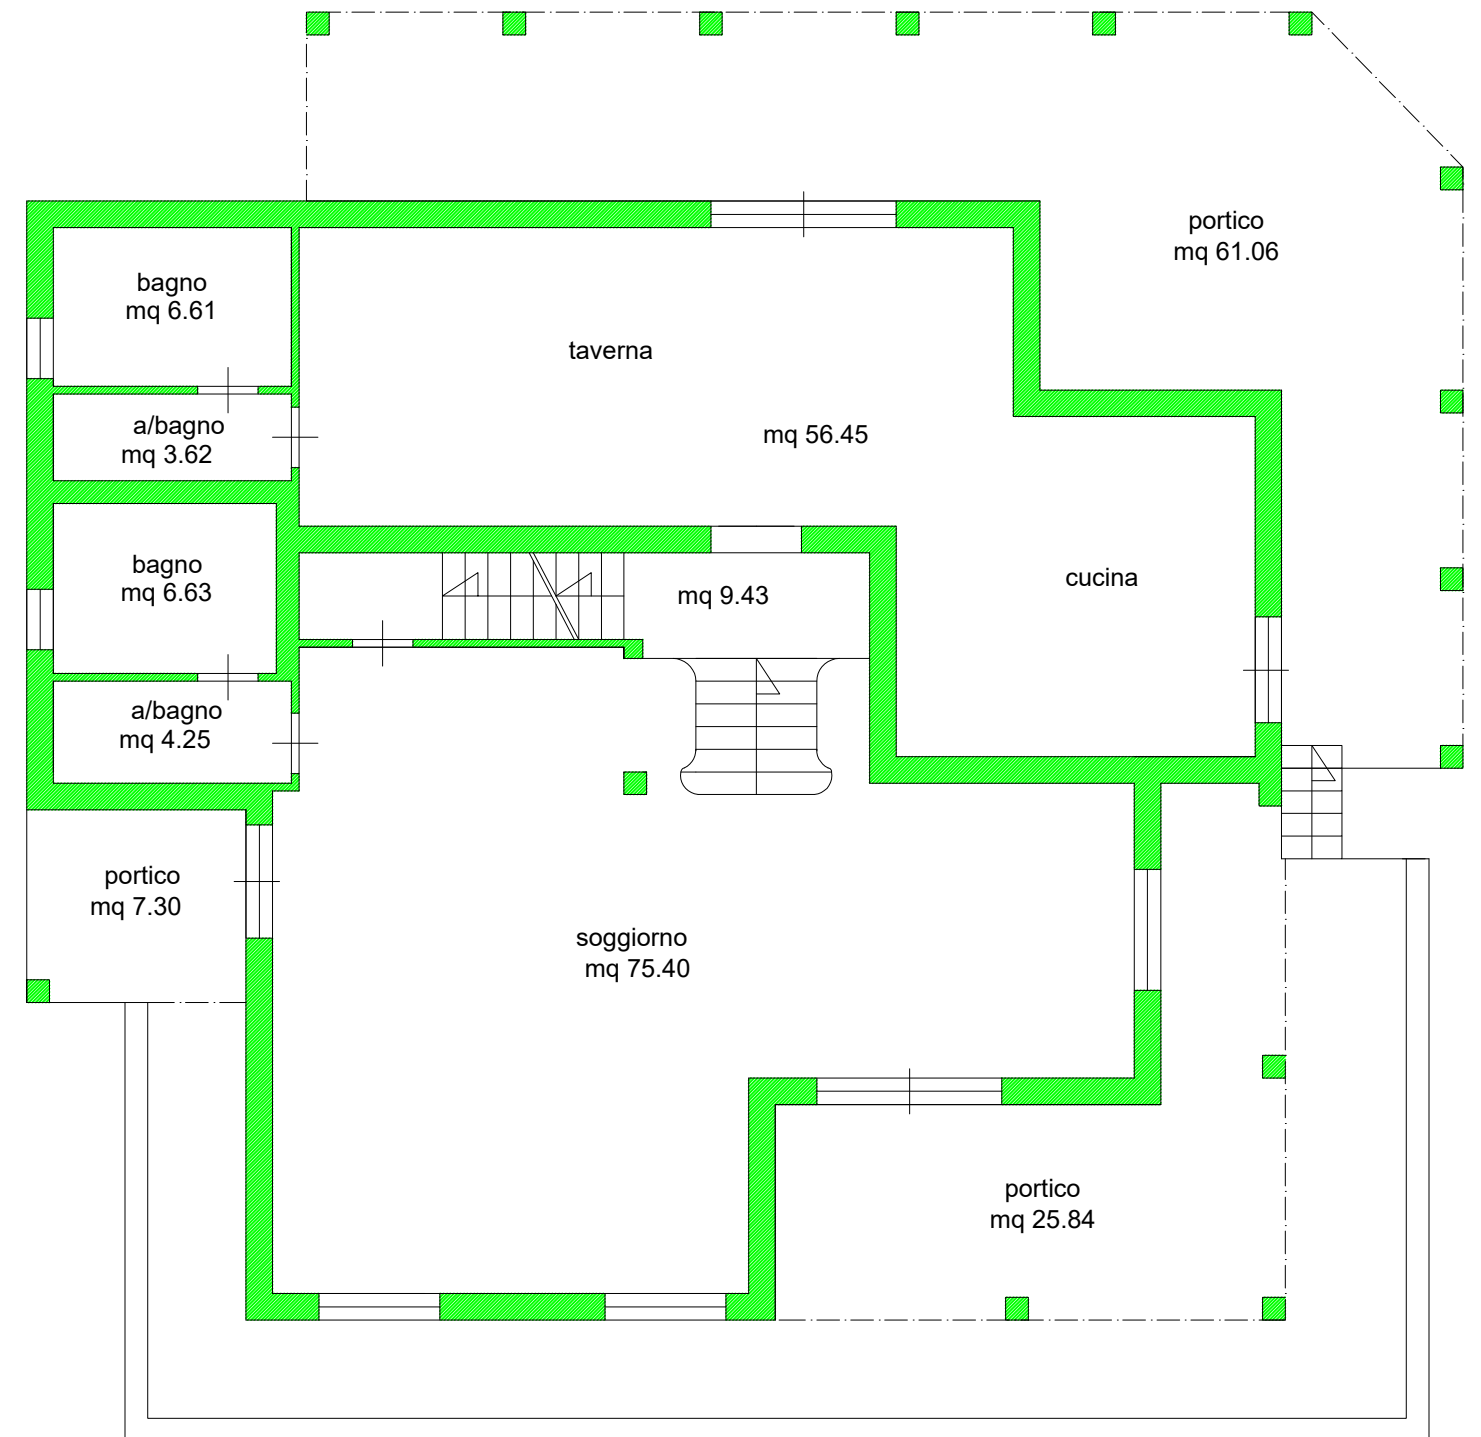 portico
mq 61.06
bagno
mq 6.61
taverna
a/bagno
mq 3.62
mq 56.45
bagno
mq 6.63
cucina
mq 9.43
a/bagno
mq 4.25
portico
mq 7.30
soggiorno
mq 75.40
portico
mq 25.84